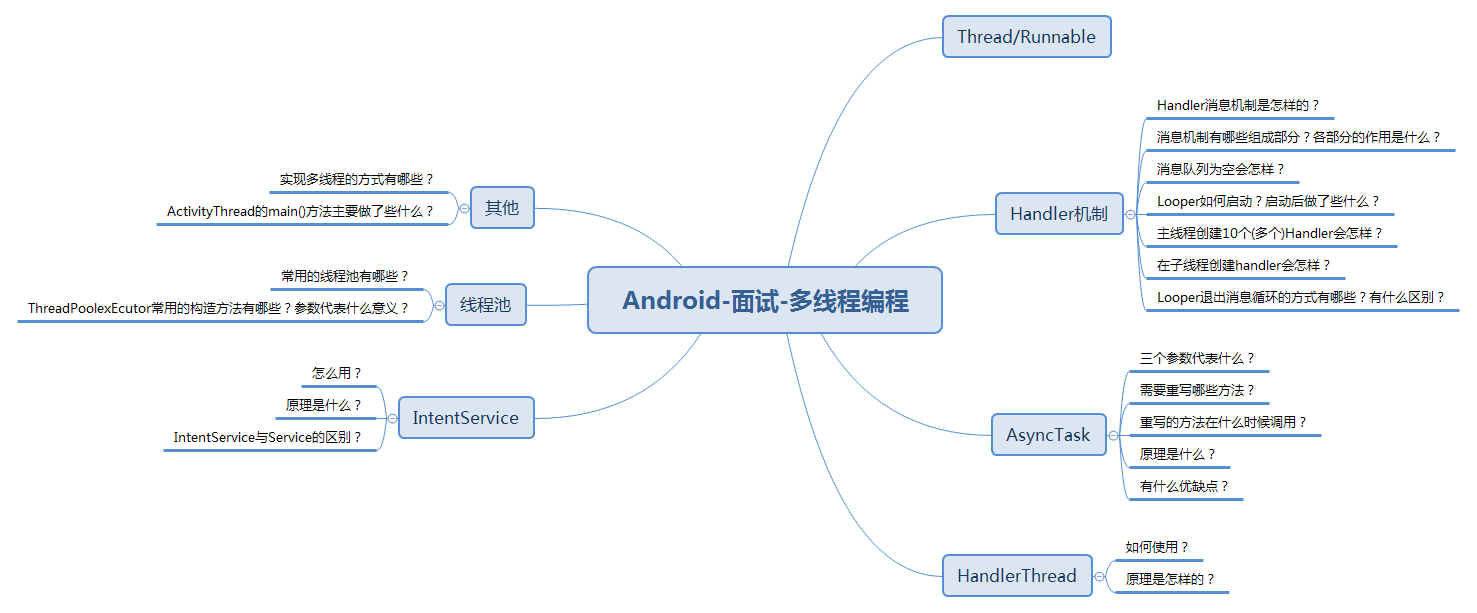 Android-面试-多线程编程
Thread/Runnable
Handler机制
Handler消息机制是怎样的？
消息机制有哪些组成部分？各部分的作用是什么？
消息队列为空会怎样？
Looper如何启动？启动后做了些什么？
主线程创建10个(多个)Handler会怎样？
在子线程创建handler会怎样？
Looper退出消息循环的方式有哪些？有什么区别？
AsyncTask
三个参数代表什么？
需要重写哪些方法？
重写的方法在什么时候调用？
原理是什么？
有什么优缺点？
HandlerThread
如何使用？
原理是怎样的？
IntentService
怎么用？
原理是什么？
IntentService与Service的区别？
线程池
常用的线程池有哪些？
ThreadPoolexEcutor常用的构造方法有哪些？参数代表什么意义？
其他
实现多线程的方式有哪些？
ActivityThread的main()方法主要做了些什么？